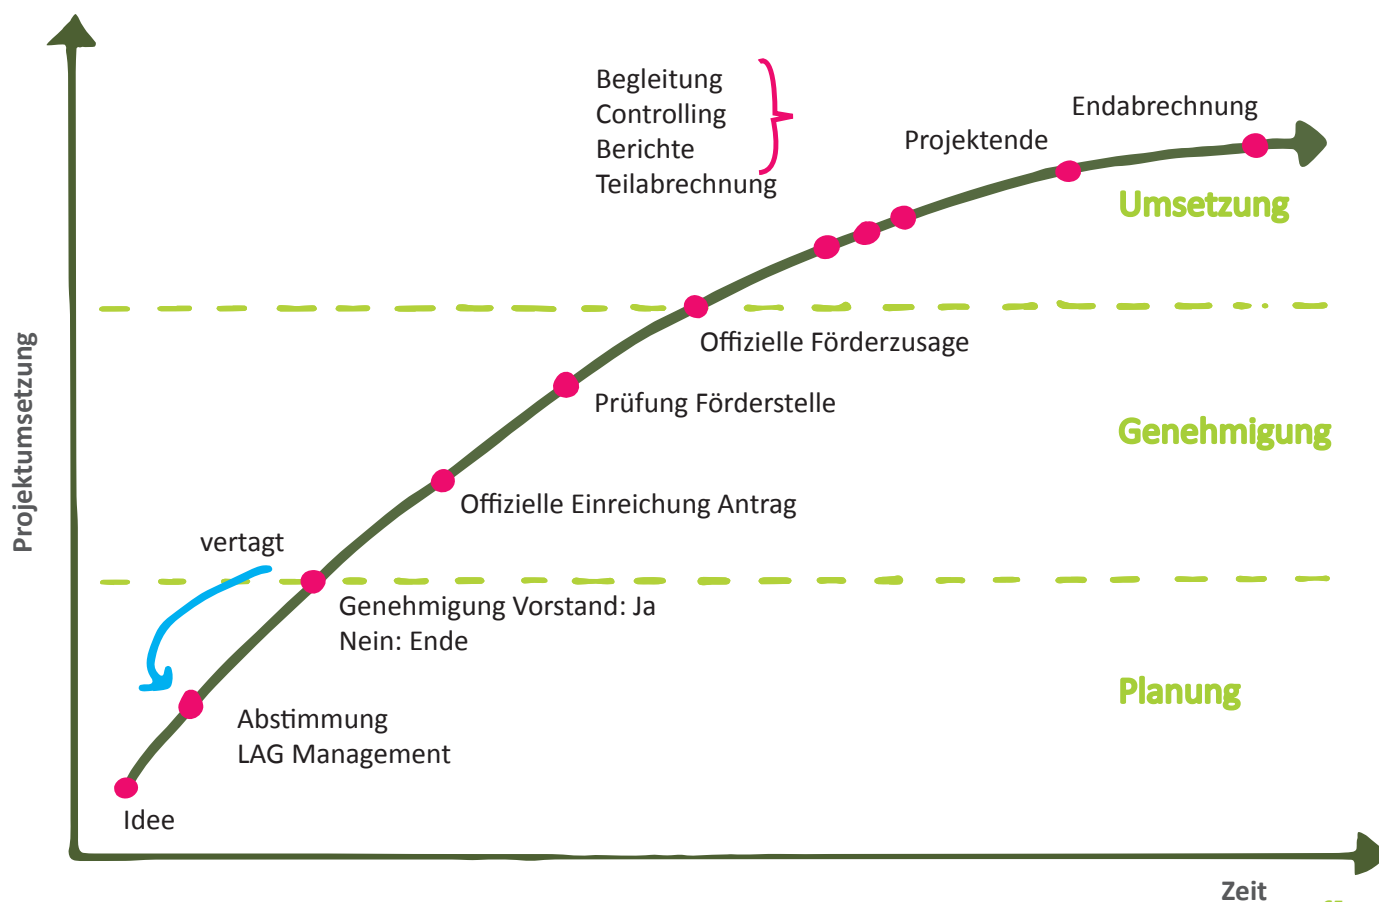 Begleitung
Controlling
Berichte
Teilabrechnung
Endabrechnung
Projektende
Umsetzung
Offizielle Förderzusage
Prüfung Förderstelle
Genehmigung
Offizielle Einreichung Antrag
vertagt
Genehmigung Vorstand: Ja
Nein: Ende
Planung
Abstimmung
LAG Management
Idee
Projektumsetzung
Zeit